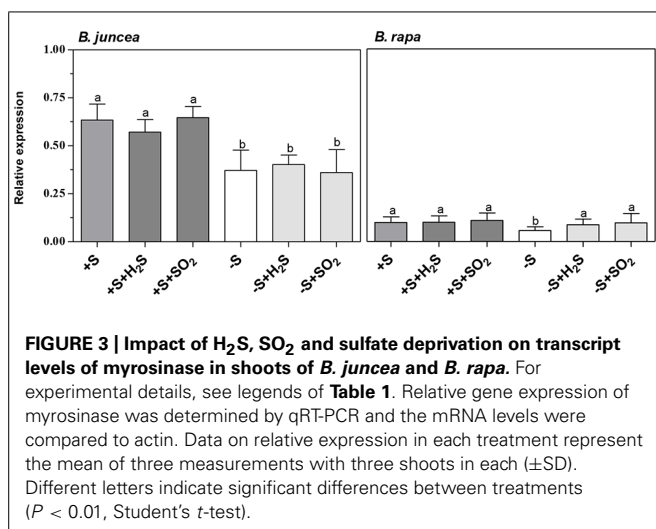 B. juncea
B. rapa
1.00
0.75
0.50
0.25
0.00
Relative expression
a
a
a
b
b
b
a
a
a
b
a
a
+S
+S+H₂S
+S+SO₂
-S
-S+H₂S
-S+SO₂
+S
+S+H₂S
+S+SO₂
-S
-S+H₂S
-S+SO₂
FIGURE 3 | Impact of H₂S, SO₂ and sulfate deprivation on transcript
levels of myrosinase in shoots of B. juncea and B. rapa. For
experimental details, see legends of Table 1. Relative gene expression of
myrosinase was determined by qRT-PCR and the mRNA levels were
compared to actin. Data on relative expression in each treatment represent
the mean of three measurements with three shoots in each (±SD).
Different letters indicate significant differences between treatments
(P < 0.01, Student's t-test).